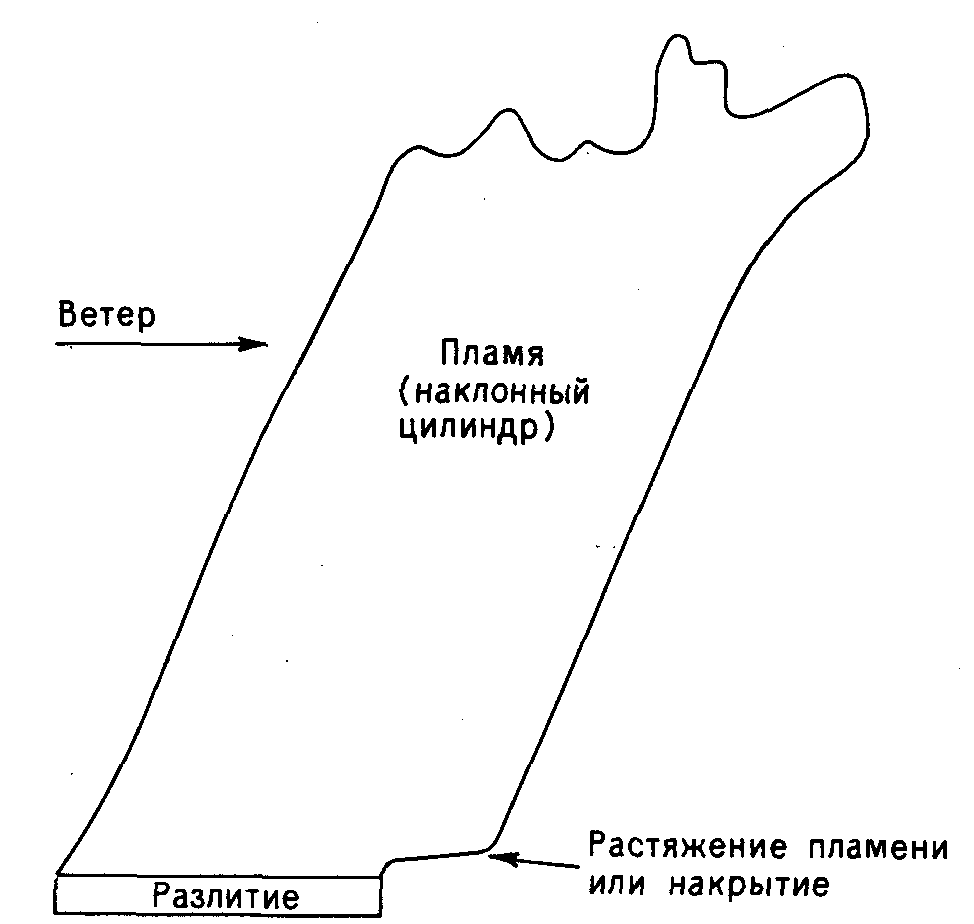 Ветер
Пламя
(наклонный
цилиндр)
Растяжение пламени
или накрытие
Разлитие